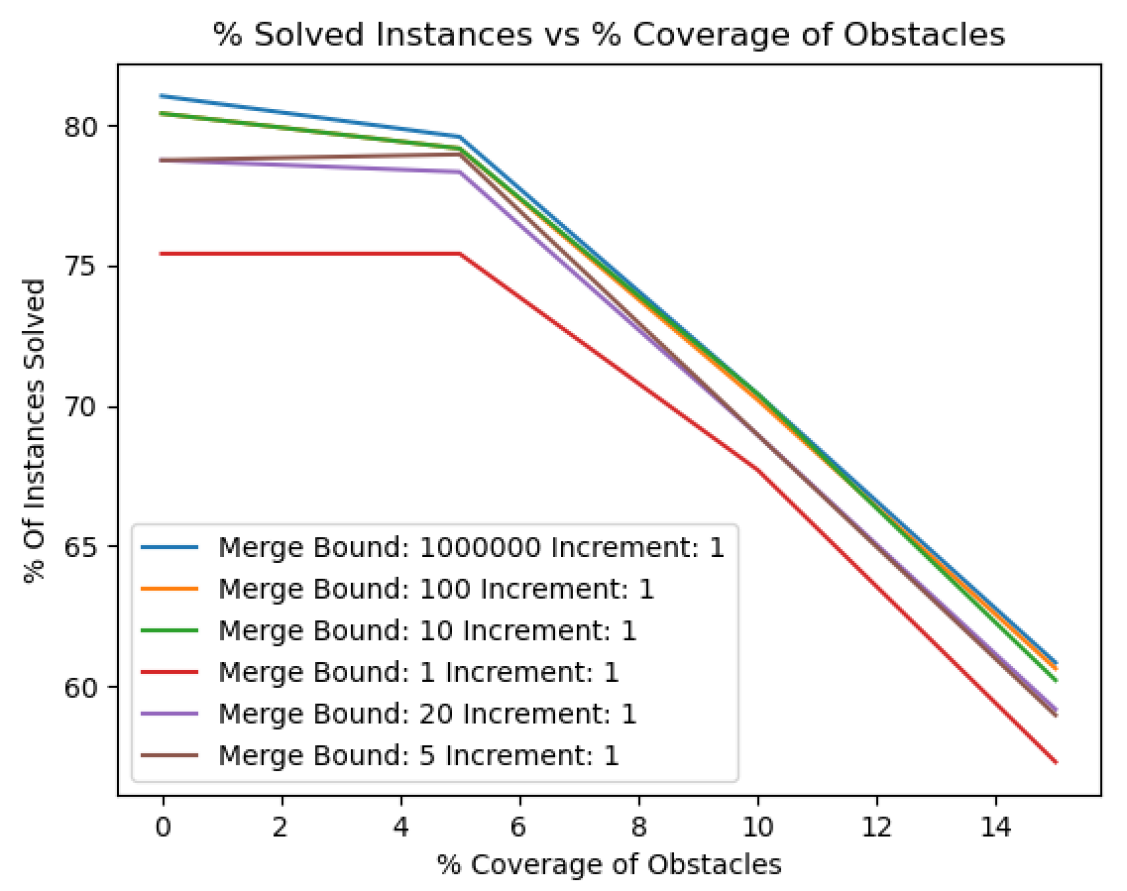 % Solved Instances vs % Coverage of Obstacles
% Of Instances Solved
80
75
70
65
60
Merge Bound: 1000000 Increment: 1
Merge Bound: 100 Increment: 1
Merge Bound: 10 Increment: 1
Merge Bound: 1 Increment: 1
Merge Bound: 20 Increment: 1
Merge Bound: 5 Increment: 1
0 2 4 6 8 10 12 14
% Coverage of Obstacles